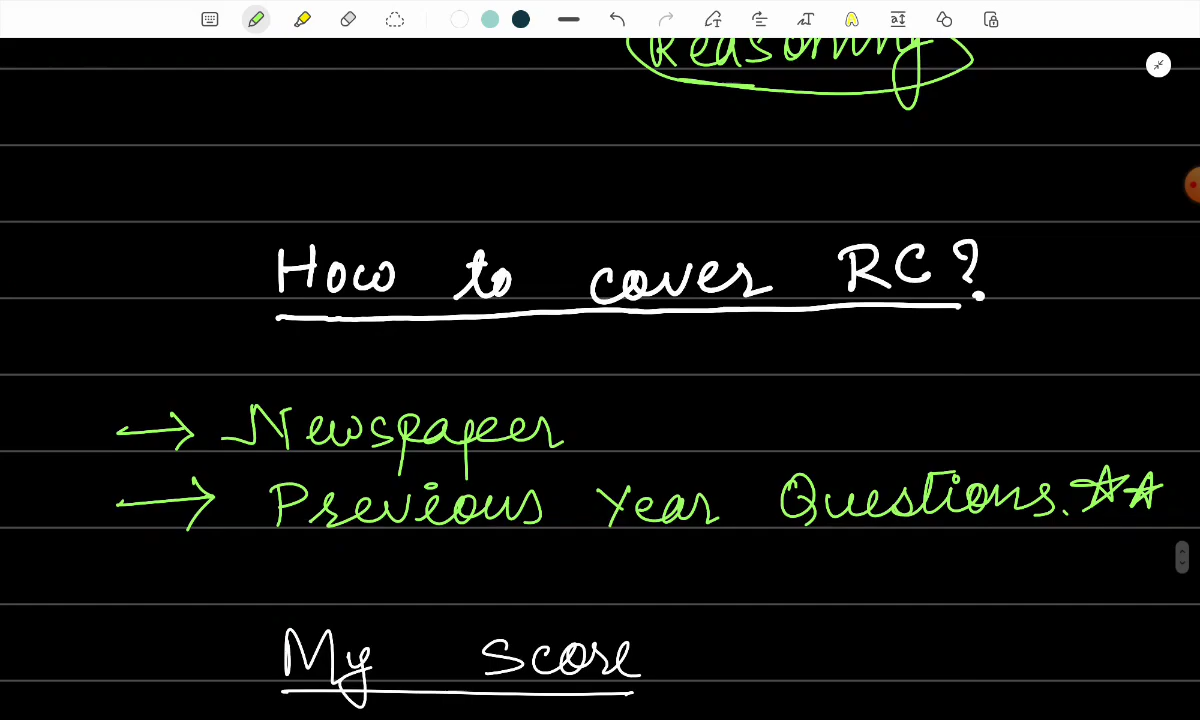 Reasoning
How to cover RC?
→ Newspaper
→ Previous Year Questions.☆☆
My score